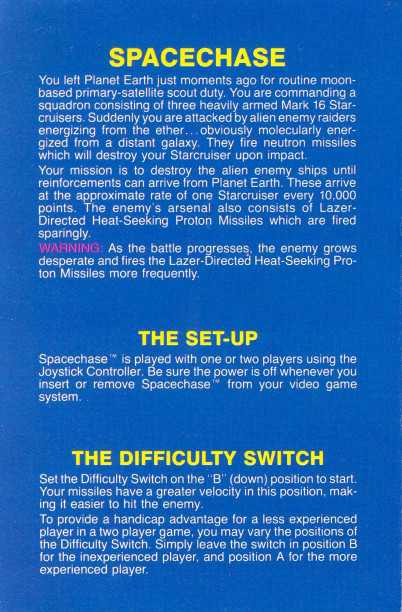 SPACECHASE
You left Planet Earth just moments ago for routine moon-
based primary-satellite scout duty. You are commanding a
squadron consisting of three heavily armed Mark 16 Star-
cruisers. Suddenly you are attacked by alien enemy raiders
energizing from the ether...obviously molecularly ener-
gized from a distant galaxy. They fire neutron missiles
which will destroy your Starcruiser upon impact.
Your mission is to destroy the alien enemy ships until
reinforcements can arrive from Planet Earth. These arrive
at the approximate rate of one Starcruiser every 10,000
points. The enemy's arsenal also consists of Lazer-
Directed Heat-Seeking Proton Missiles which are fired
sparingly.
WARNING: As the battle progresses, the enemy grows
desperate and fires the Lazer-Directed Heat-Seeking Pro-
ton Missiles more frequently.
THE SET-UP
Spacechase™ is played with one or two players using the
Joystick Controller. Be sure the power is off whenever you
insert or remove Spacechase™ from your video game
system.
THE DIFFICULTY SWITCH
Set the Difficulty Switch on the "B" (down) position to start.
Your missiles have a greater velocity in this position, mak-
ing it easier to hit the enemy.
To provide a handicap advantage for a less experienced
player in a two player game, you may vary the positions of
the Difficulty Switch. Simply leave the switch in position B
for the inexperienced player, and position A for the more
experienced player.